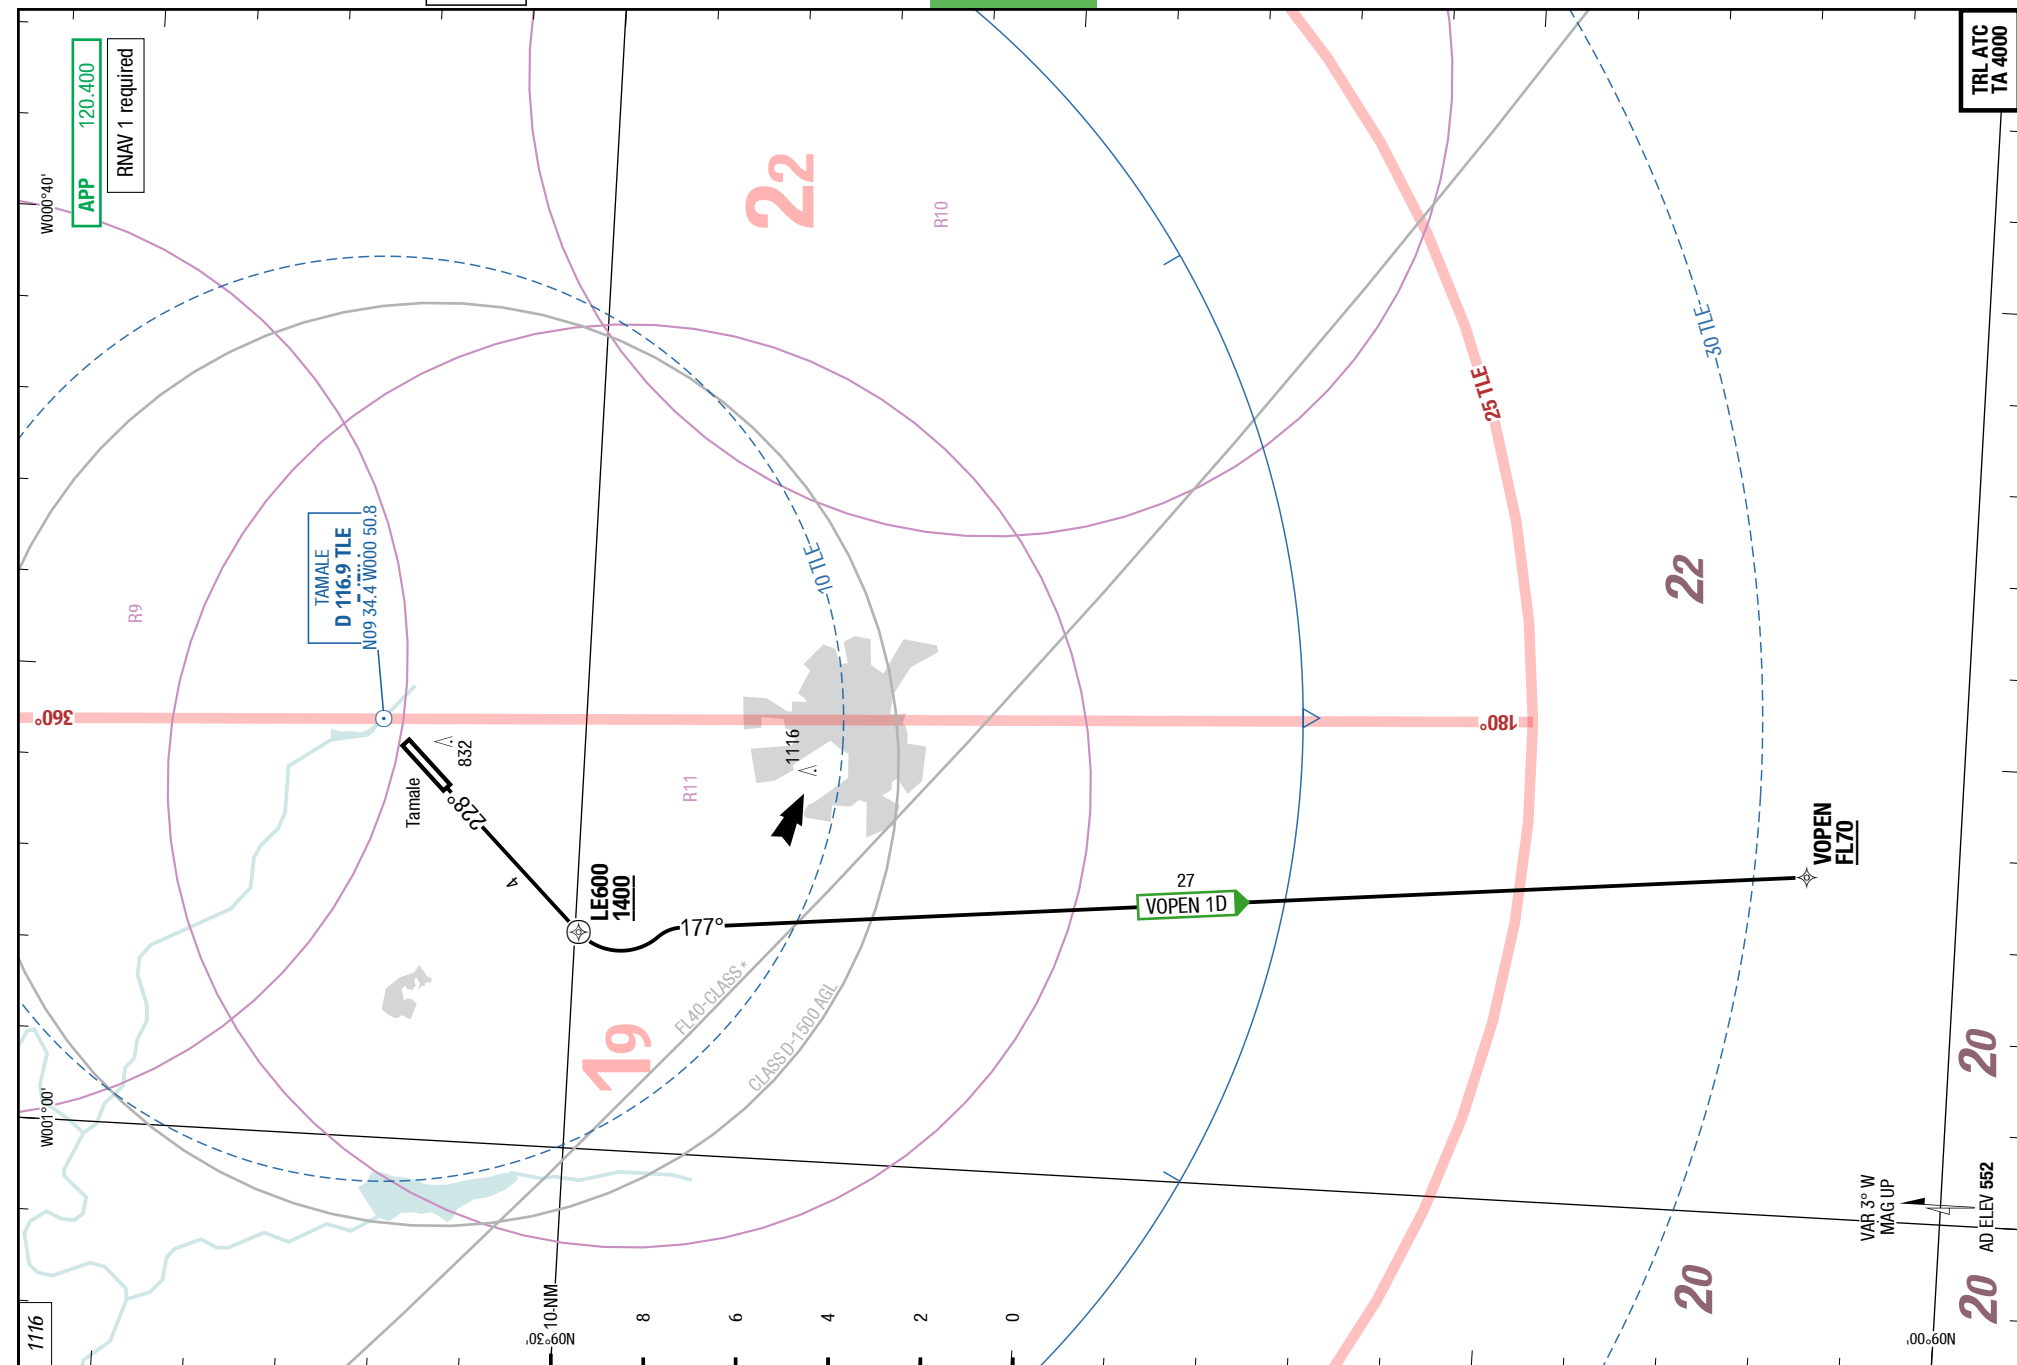 TRL ATC
TA 4000
APP 120.400
RNAV 1 required
W000°40'
22
R10
R9
TAMALE
D 116.9 TLE
N09 34.4 W000 50.8
10 TLE
25 TLE
30 TLE
22
360°
180°
832
Tamale
228°
4
1116
R11
LE600
1400
177°
27
VOPEN 1D
VOPEN
FL70
FL40-CLASS *
CLASS D-1500 AGL
19
20
W001°00'
VAR 3° W
MAG UP
AD ELEV 552
20
20
10-NM
8
6
4
2
0
N09°30'
N09°00'
1116